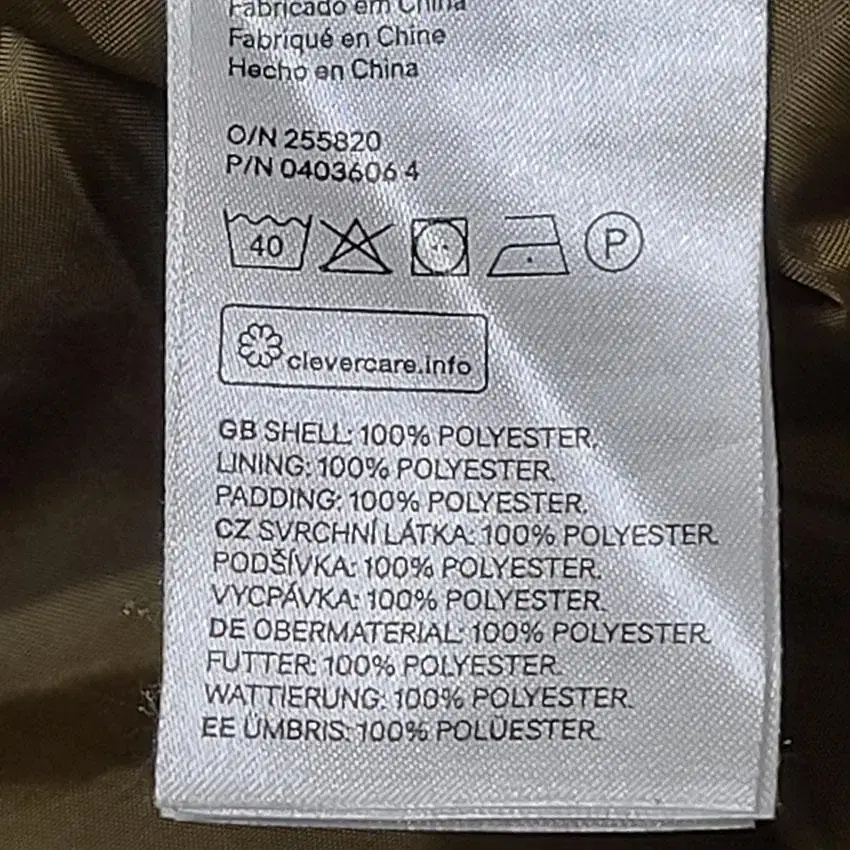 Fabricado em China
Fabriqué en Chine
Hecho en China
O/N 255820
P/N 0403606 4
40
P
clevercare.info
GB SHELL: 100% POLYESTER.
LINING: 100% POLYESTER.
PADDING: 100% POLYESTER.
CZ SVRCHNÍ LÁTKA: 100% POLYESTER.
PODŠÍVKA: 100% POLYESTER.
VYCPÁVKA: 100% POLYESTER.
DE OBERMATERIAL: 100% POLYESTER.
FUTTER: 100% POLYESTER.
WATTIERUNG: 100% POLYESTER.
EE ÜMBRIS: 100% POLÜESTER.